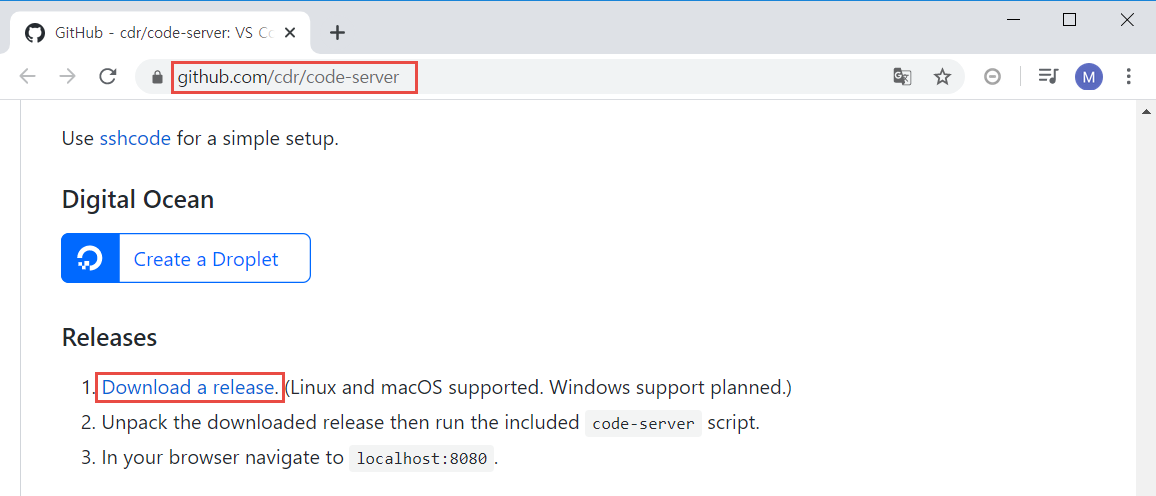 GitHub - cdr/code-server: VS Co
github.com/cdr/code-server
M
Use sshcode for a simple setup.
Digital Ocean
Create a Droplet
Releases
1. Download a release. (Linux and macOS supported. Windows support planned.)
2. Unpack the downloaded release then run the included code-server script.
3. In your browser navigate to localhost:8080.